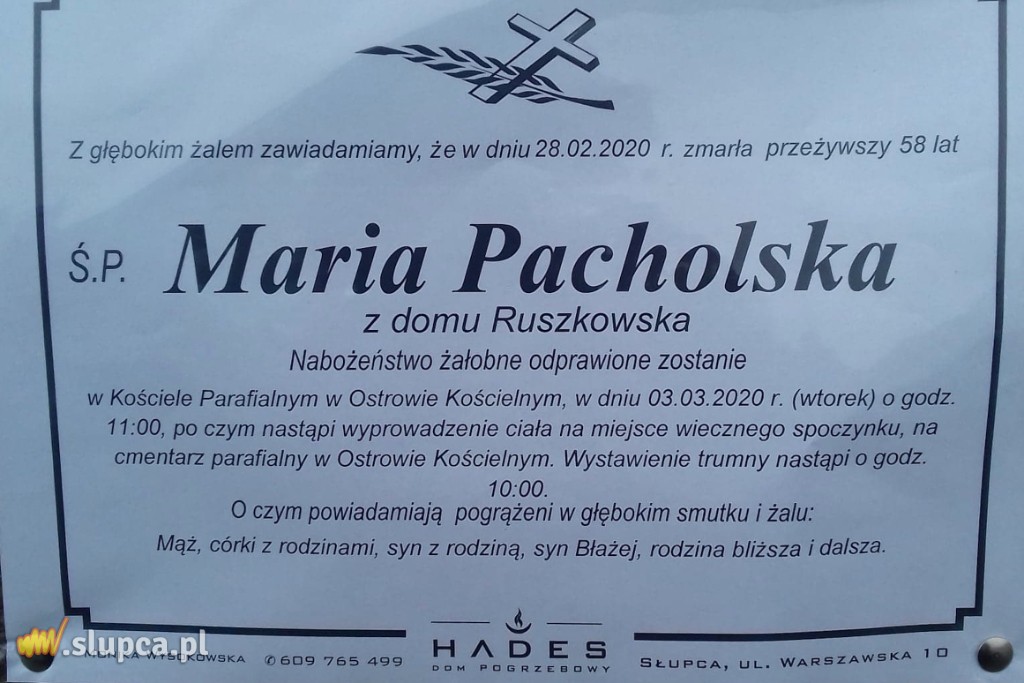 Z głębokim żalem zawiadamiamy, że w dniu 28.02.2020 r. zmarła przeżywszy 58 lat
Ś.P. Maria Pacholska
z domu Ruszkowska
Nabożeństwo żałobne odprawione zostanie
w Kościele Parafialnym w Ostrowie Kościelnym, w dniu 03.03.2020 r. (wtorek) o godz.
11:00, po czym nastąpi wyprowadzenie ciała na miejsce wiecznego spoczynku, na
cmentarz parafialny w Ostrowie Kościelnym. Wystawienie trumny nastąpi o godz.
10:00.
O czym powiadamiają pogrążeni w głębokim smutku i żalu:
Mąż, córki z rodzinami, syn z rodziną, syn Błażej, rodzina bliższa i dalsza.
HADES
DOM POGRZEBOWY
✆ 609 765 499
SŁUPCA, UL. WARSZAWSKA 10
.slupca.pl